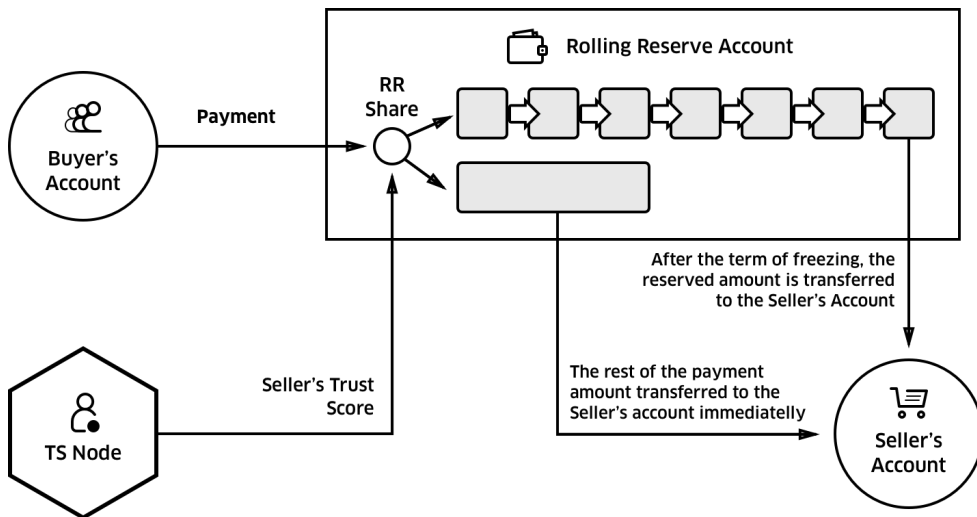 Rolling Reserve Account
RR
Share
Payment
Buyer's
Account
After the term of freezing, the
reserved amount is transferred
to the Seller's Account
Seller's Trust
Score
The rest of the payment
amount transferred to the
Seller's account immediatelly
TS Node
Seller's
Account